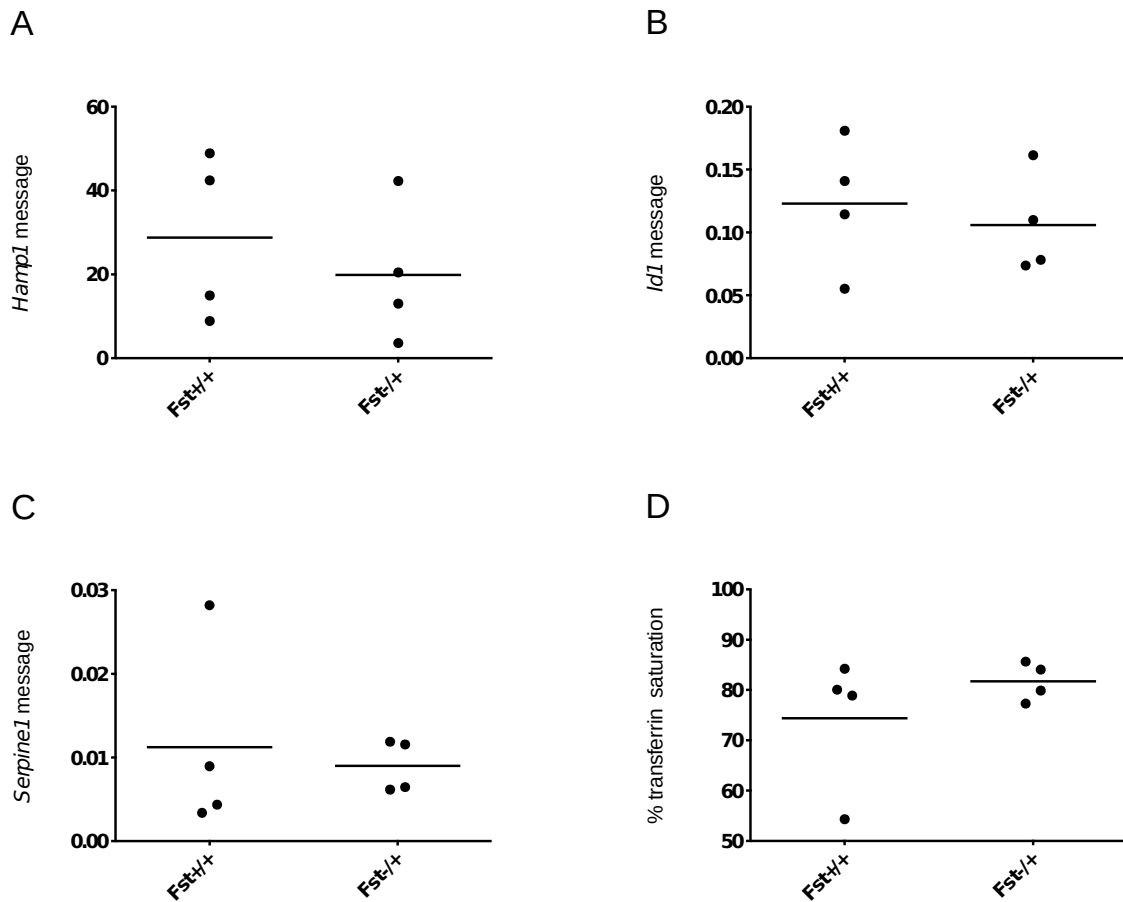 A
Hamp1 message
60
40
20
0
Fst+/+
Fst-/+
B
Id1 message
0.20
0.15
0.10
0.05
0.00
Fst+/+
Fst-/+
C
Serpine1 message
0.03
0.02
0.01
0.00
Fst+/+
Fst-/+
D
% transferrin saturation
100
90
80
70
60
50
Fst+/+
Fst-/+